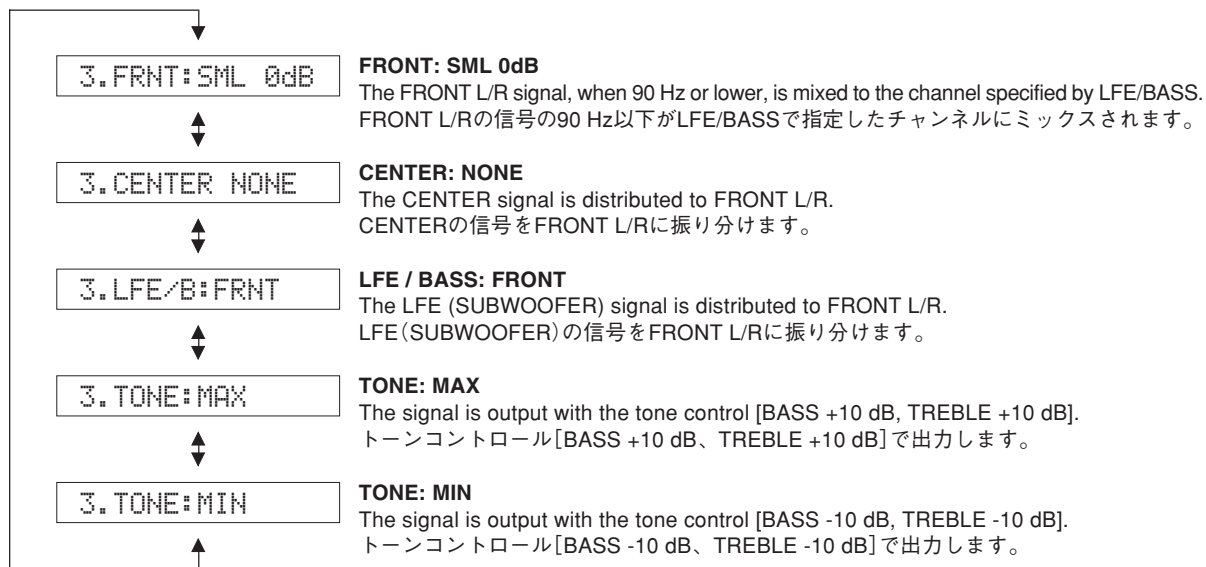 3.FRNT:SML 0dB
FRONT: SML 0dB
The FRONT L/R signal, when 90 Hz or lower, is mixed to the channel specified by LFE/BASS.
FRONT L/Rの信号の90 Hz以下がLFE/BASSで指定したチャンネルにミックスされます。
3.CENTER NONE
CENTER: NONE
The CENTER signal is distributed to FRONT L/R.
CENTERの信号をFRONT L/Rに振り分けます。
3.LFE/B:FRNT
LFE / BASS: FRONT
The LFE (SUBWOOFER) signal is distributed to FRONT L/R.
LFE（SUBWOOFER）の信号をFRONT L/Rに振り分けます。
3.TONE:MAX
TONE: MAX
The signal is output with the tone control [BASS +10 dB, TREBLE +10 dB].
トーンコントロール［BASS +10 dB、TREBLE +10 dB］で出力します。
3.TONE:MIN
TONE: MIN
The signal is output with the tone control [BASS -10 dB, TREBLE -10 dB].
トーンコントロール［BASS -10 dB、TREBLE -10 dB］で出力します。